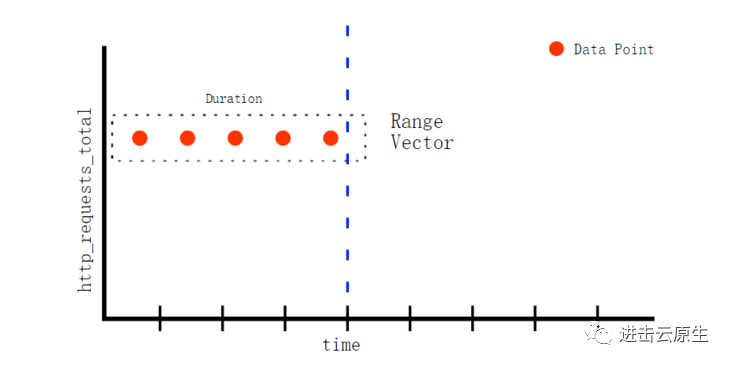 Data Point
Duration
Range
Vector
http_requests_total
time
进击云原生